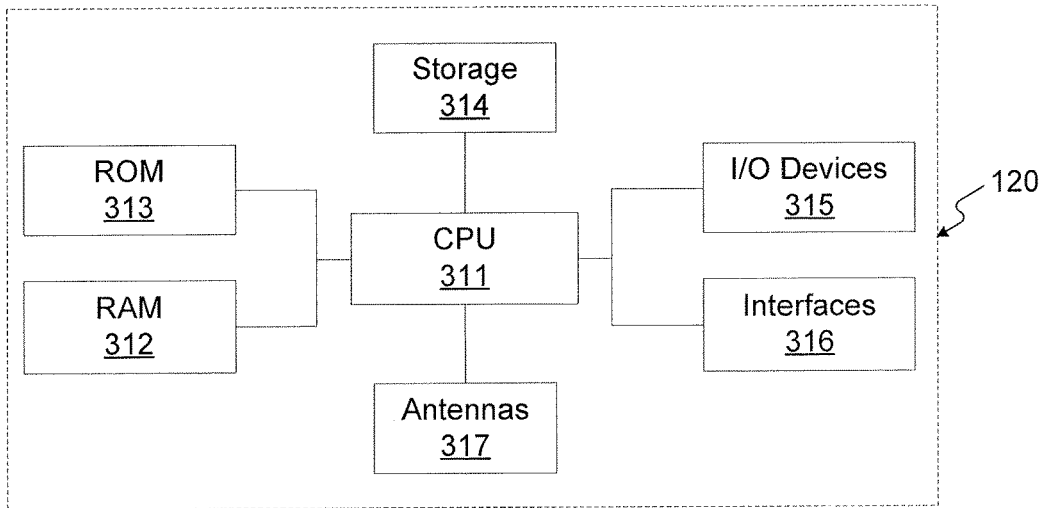 Storage
314
ROM
313
I/O Devices
315
120
CPU
311
RAM
312
Interfaces
316
Antennas
317